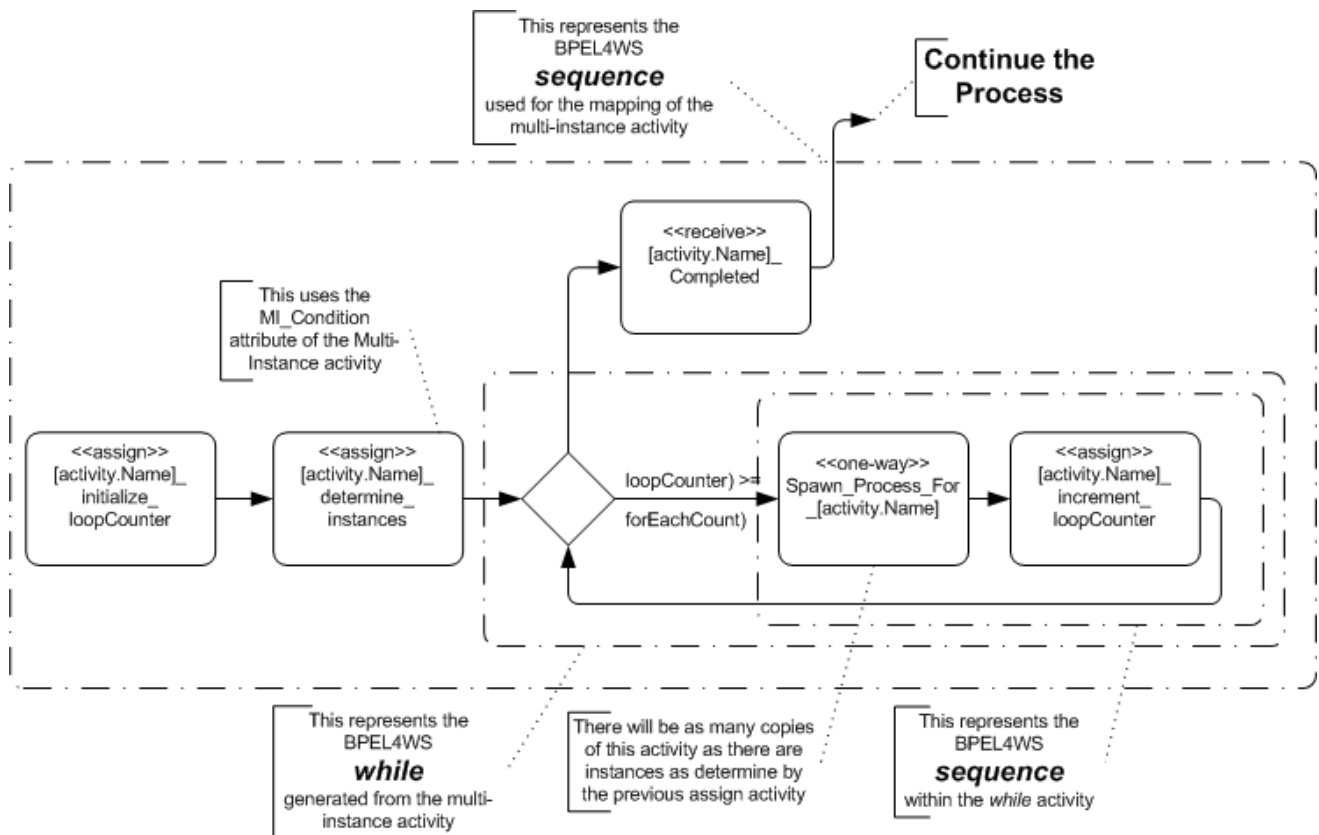 This represents the
BPEL4WS
sequence
used for the mapping of the
multi-instance activity
Continue the
Process
<<receive>>
[activity.Name]_
Completed
This uses the
MI_Condition
attribute of the Multi-
Instance activity
<<assign>>
[activity.Name]_
initialize_
loopCounter
<<assign>>
[activity.Name]_
determine_
instances
loopCounter) >=
forEachCount)
<<one-way>>
Spawn_Process_For
_[activity.Name]
<<assign>>
[activity.Name]_
increment_
loopCounter
This represents the
BPEL4WS
while
generated from the multi-
instance activity
There will be as many copies
of this activity as there are
instances as determine by
the previous assign activity
This represents the
BPEL4WS
sequence
within the while activity